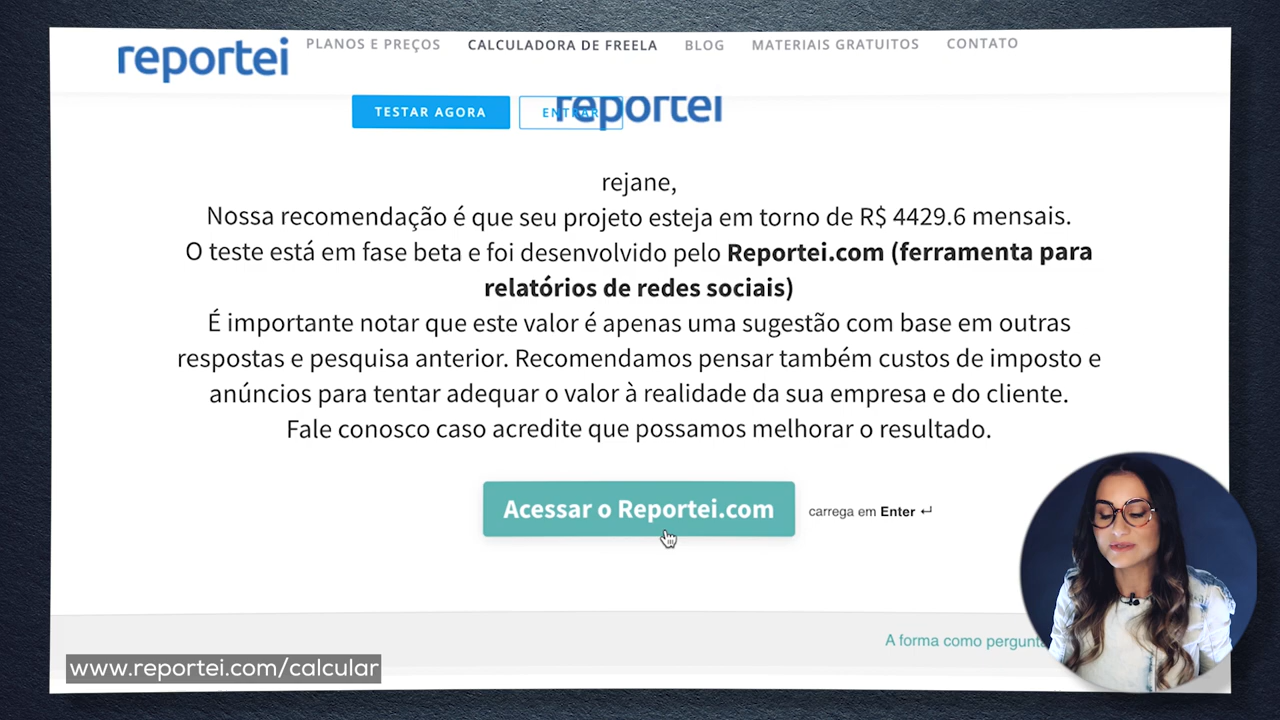 reportei
PLANOS E PREÇOS
CALCULADORA DE FREELA
BLOG
MATERIAIS GRATUITOS
CONTATO
TESTAR AGORA
ENTRAR
reportei
rejane,
Nossa recomendação é que seu projeto esteja em torno de R$ 4429.6 mensais.
O teste está em fase beta e foi desenvolvido pelo Reportei.com (ferramenta para
relatórios de redes sociais)
É importante notar que este valor é apenas uma sugestão com base em outras
respostas e pesquisa anterior. Recomendamos pensar também custos de imposto e
anúncios para tentar adequar o valor à realidade da sua empresa e do cliente.
Fale conosco caso acredite que possamos melhorar o resultado.
Acessar o Reportei.com
carrega em Enter ↵
A forma como pergunt
www.reportei.com/calcular